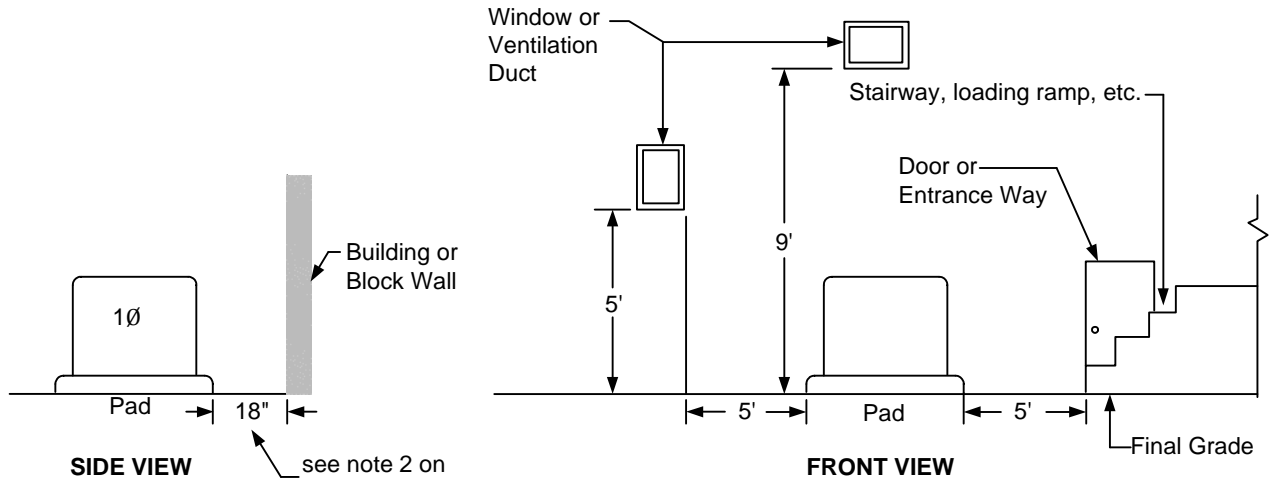 Window or
Ventilation
Duct
Stairway, loading ramp, etc.
Door or
Entrance Way
9'
Building or
Block Wall
5'
1Ø
Pad
18"
5'
Pad
5'
Final Grade
SIDE VIEW
see note 2 on
FRONT VIEW